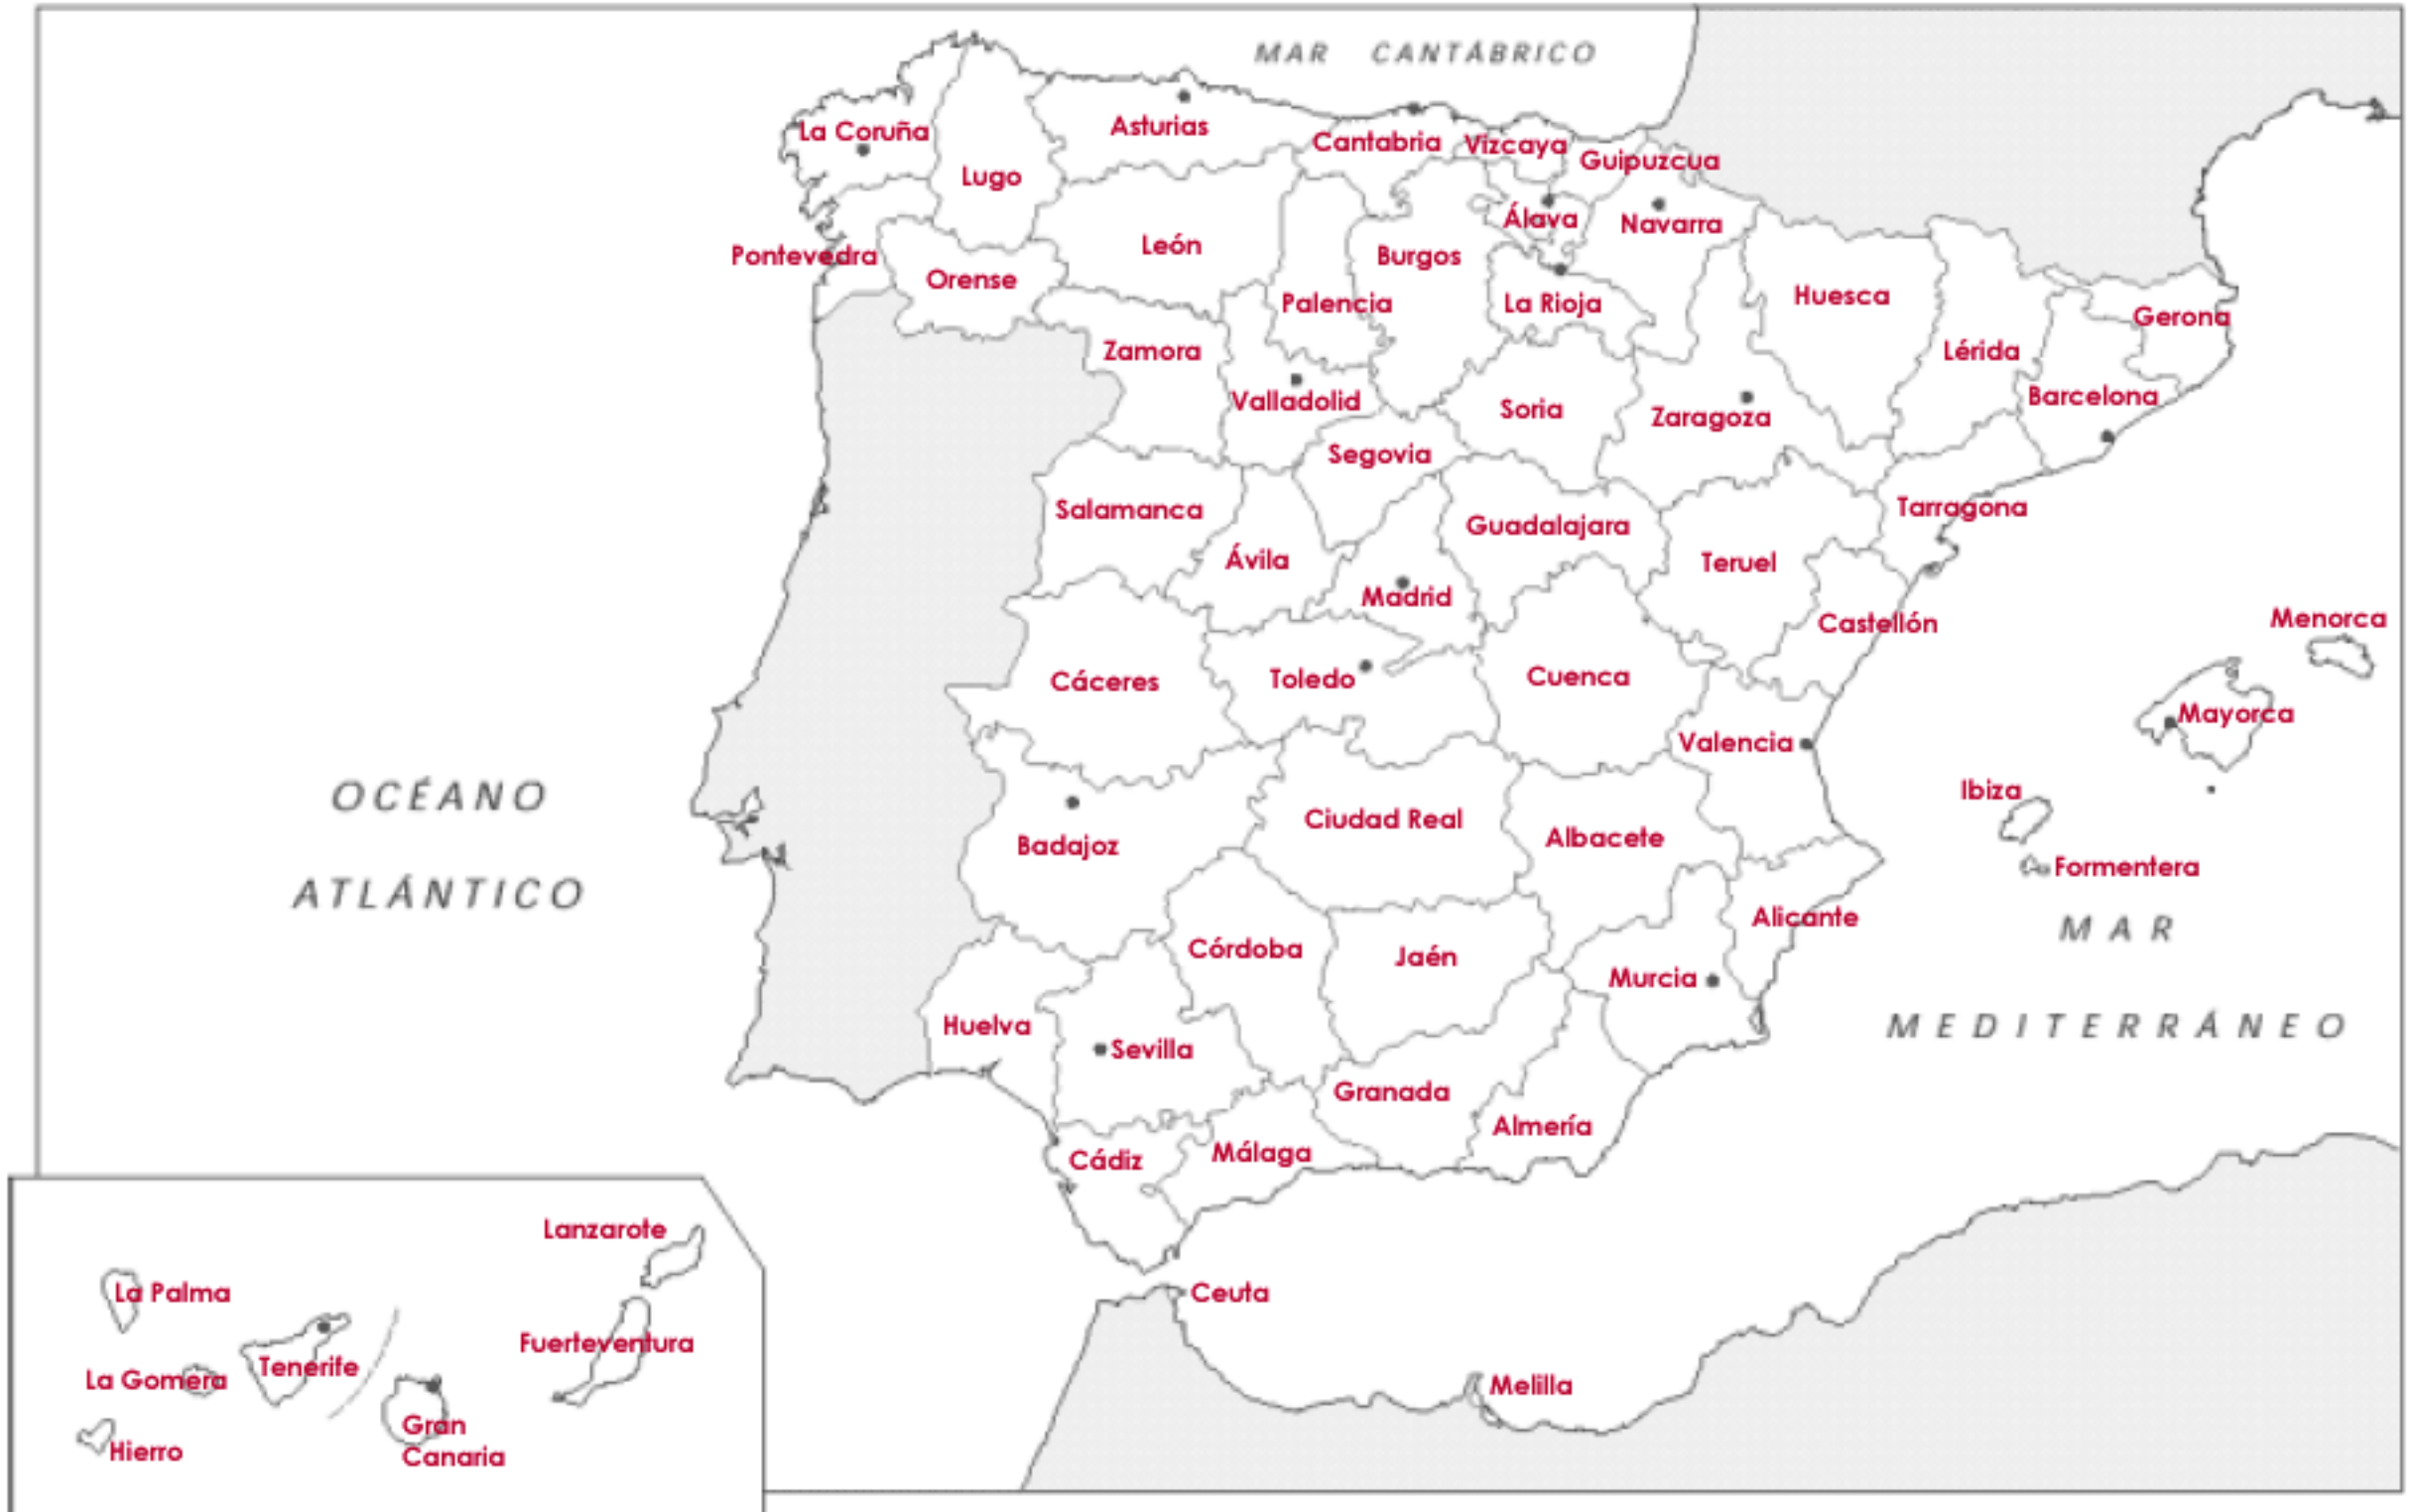 MAR CANTÁBRICO
La Coruña
Asturias
Cantabria
Vizcaya
Guipuzcua
Lugo
Álava
Navarra
Pontevedra
Orense
León
Burgos
Palencia
La Rioja
Huesca
Gerona
Zamora
Lérida
Valladolid
Soria
Zaragoza
Barcelona
Segovia
Salamanca
Guadalajara
Tarragona
Ávila
Teruel
Madrid
Castellón
Menorca
Cáceres
Toledo
Cuenca
Mayorca
Valencia
OCÉANO
ATLÁNTICO
Ibiza
Badajoz
Ciudad Real
Albacete
Formentera
Alicante
MAR
MEDITERRÁNEO
Córdoba
Jaén
Murcia
Huelva
Sevilla
Granada
Almería
Cádiz
Málaga
Lanzarote
La Palma
Ceuta
Fuerteventura
Tenerife
La Gomera
Melilla
Gran
Canaria
Hierro